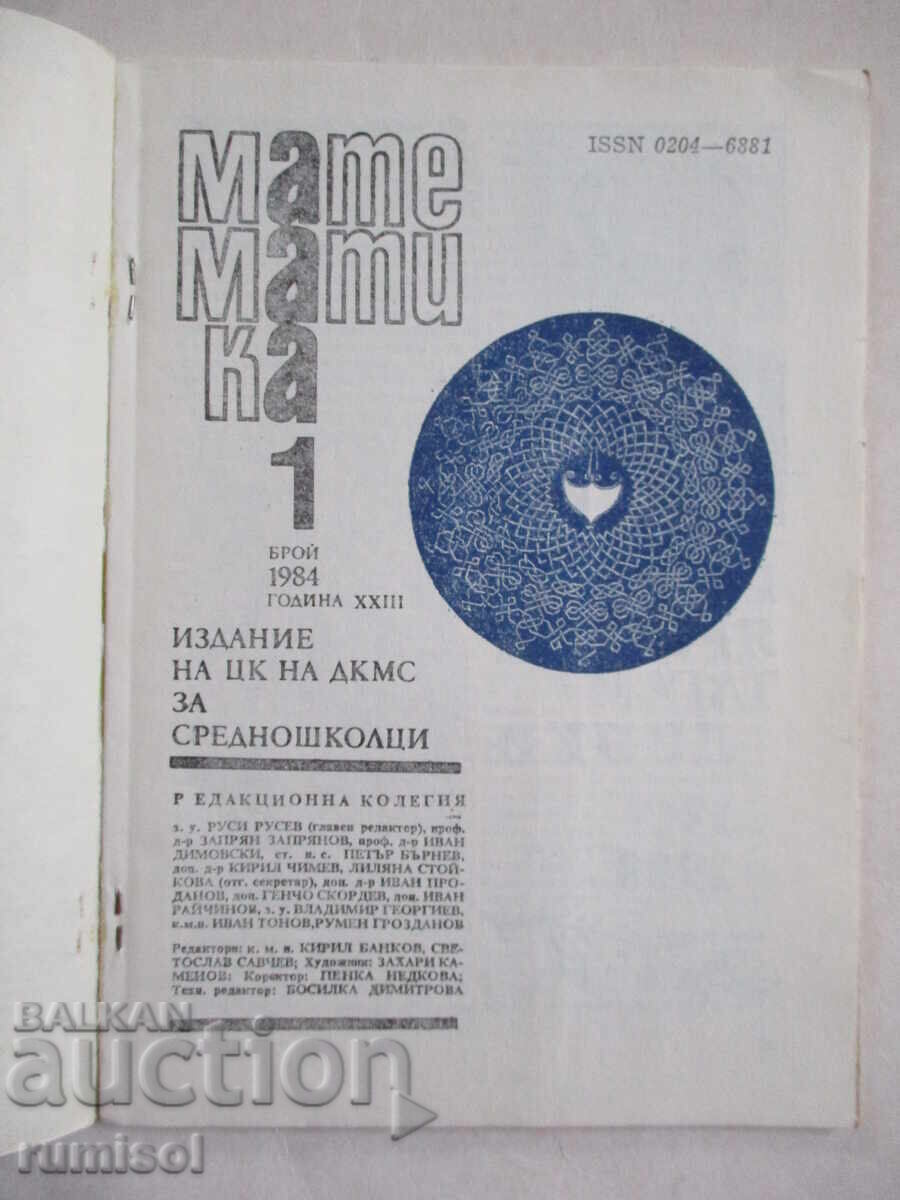 Мате
мати
ка
1
БРОЙ
1984
ГОДИНА XXIII
ИЗДАНИЕ
НА ЦК НА ДКМС
ЗА
СРЕДНОШКОЛЦИ
ISSN 0204—6881
Р ЕДАКЦИОННА КОЛЕГИЯ
з. у. РУСИ РУСЕВ (главен редактор), проф.
д-р ЗАПРЯН ЗАПРЯНОВ, проф. д-р ИВАН
ДИМОВСКИ, ст. н. с. ПЕТЪР БЪРНЕВ,
доц. д-р КИРИЛ ЧИМЕВ, ЛИЛЯНА СТОЙ-
КОВА (отг. секретар), доц. д-р ИВАН ПРО-
ДАНОВ, доц. ГЕНЧО СКОРДЕВ, доц. ИВАН
РАЙЧИНОВ, з. у. ВЛАДИМИР ГЕОРГИЕВ,
к.м.н. ИВАН ТОНОВ, РУМЕН ГРОЗДАНОВ
Редактори: к. м. н. КИРИЛ БАНКОВ, СВЕ-
ТОСЛАВ САВЧЕВ; Художник: ЗАХАРИ КА-
МЕНОВ; Коректор: ПЕНКА НЕДКОВА;
Техн. редактор: БОСИЛКА ДИМИТРОВА
BALKAN
auction
rumisol